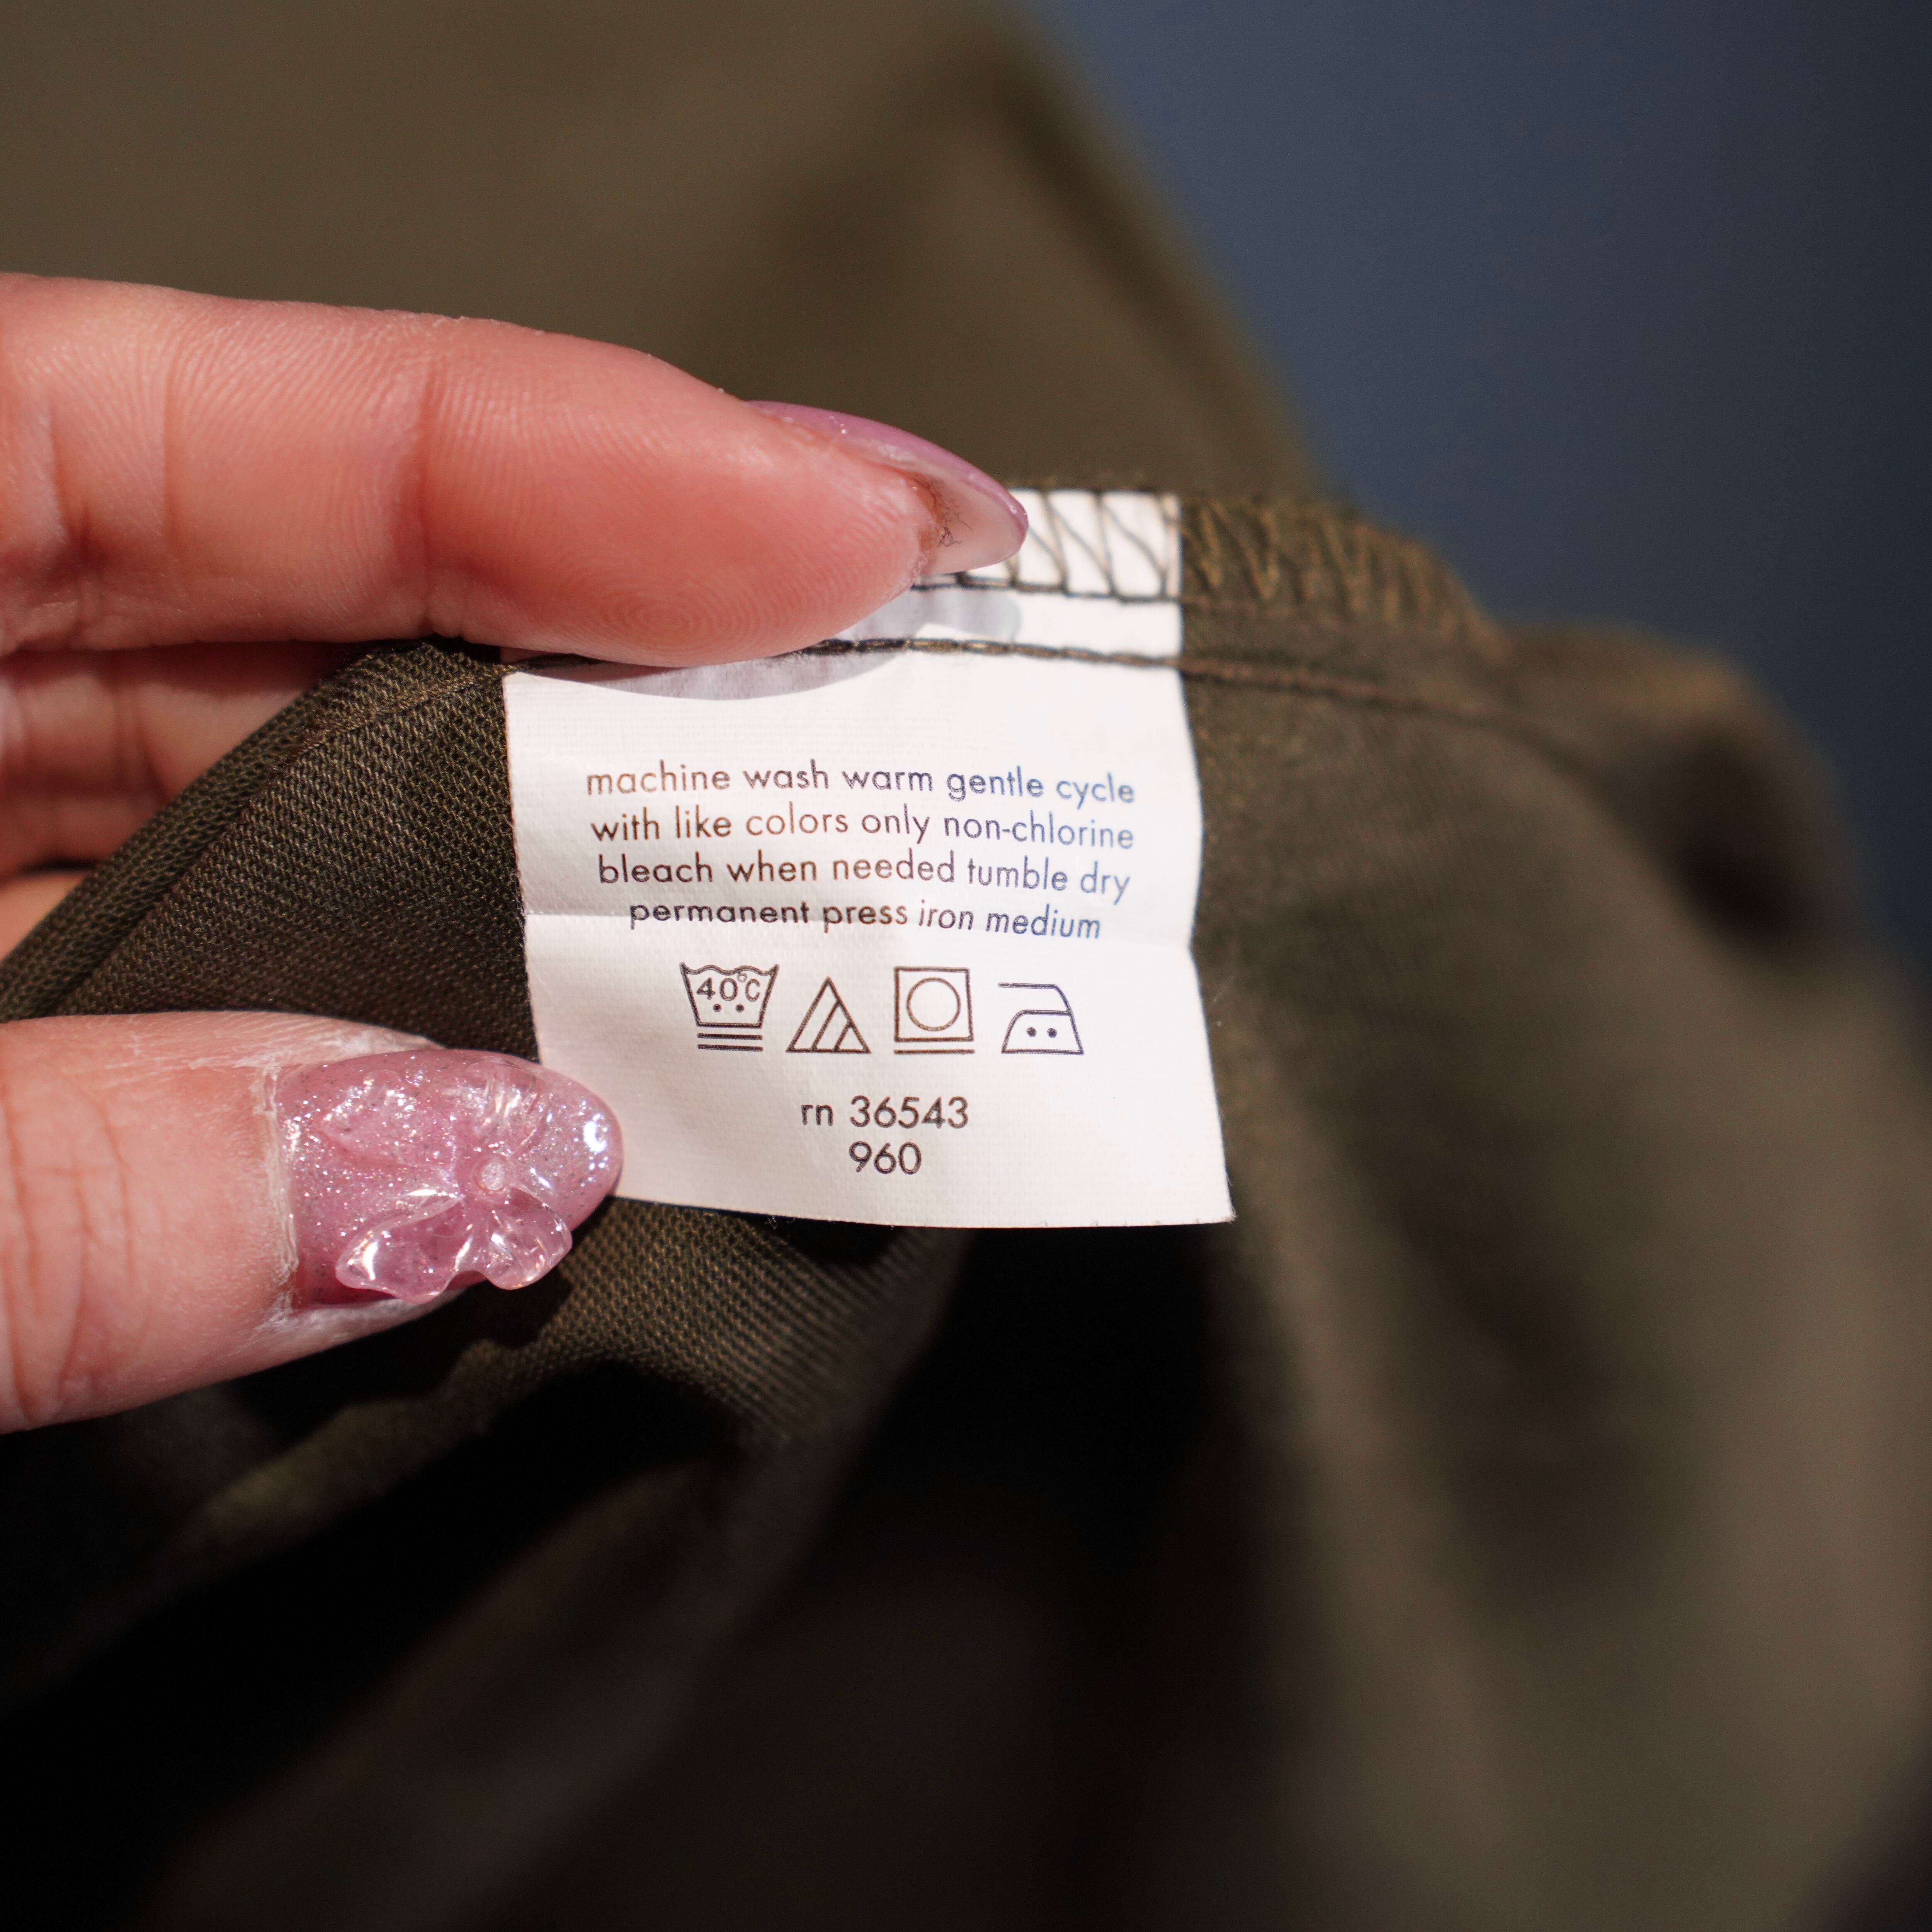 machine wash warm gentle cycle
with like colors only non-chlorine
bleach when needed tumble dry
permanent press iron medium
40°C
rn 36543
960